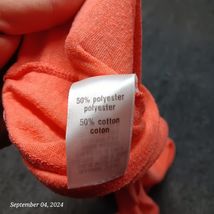 50% polyester
polyester
50% cotton
coton
September 04, 2024